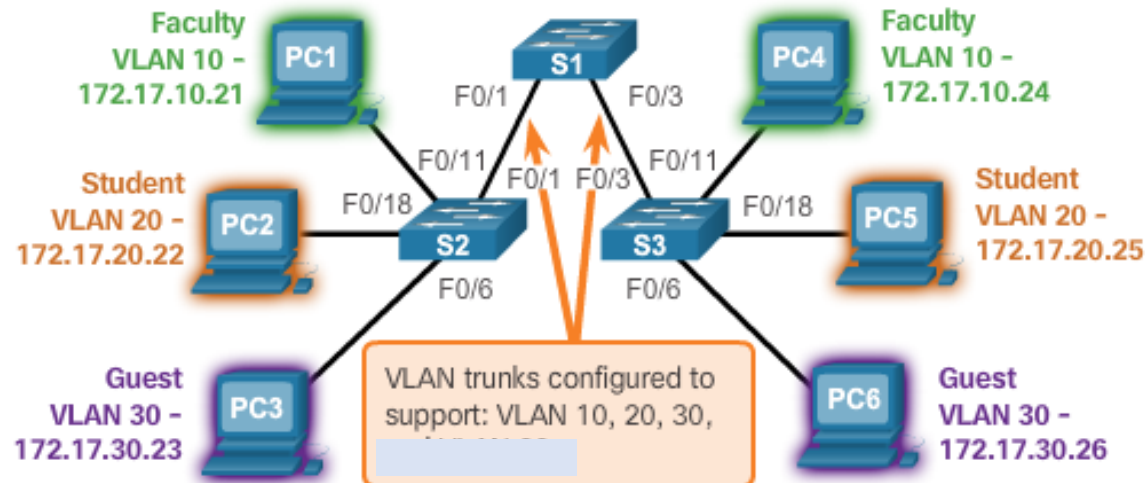 Faculty
VLAN 10 -
172.17.10.21
PC1
S1
PC4
Faculty
VLAN 10 -
172.17.10.24
F0/1
F0/3
F0/11
F0/1
F0/3
F0/11
Student
VLAN 20 -
172.17.20.22
PC2
F0/18
S2
S3
F0/18
PC5
Student
VLAN 20 -
172.17.20.25
F0/6
F0/6
Guest
VLAN 30 -
172.17.30.23
PC3
VLAN trunks configured to
support: VLAN 10, 20, 30,
PC6
Guest
VLAN 30 -
172.17.30.26